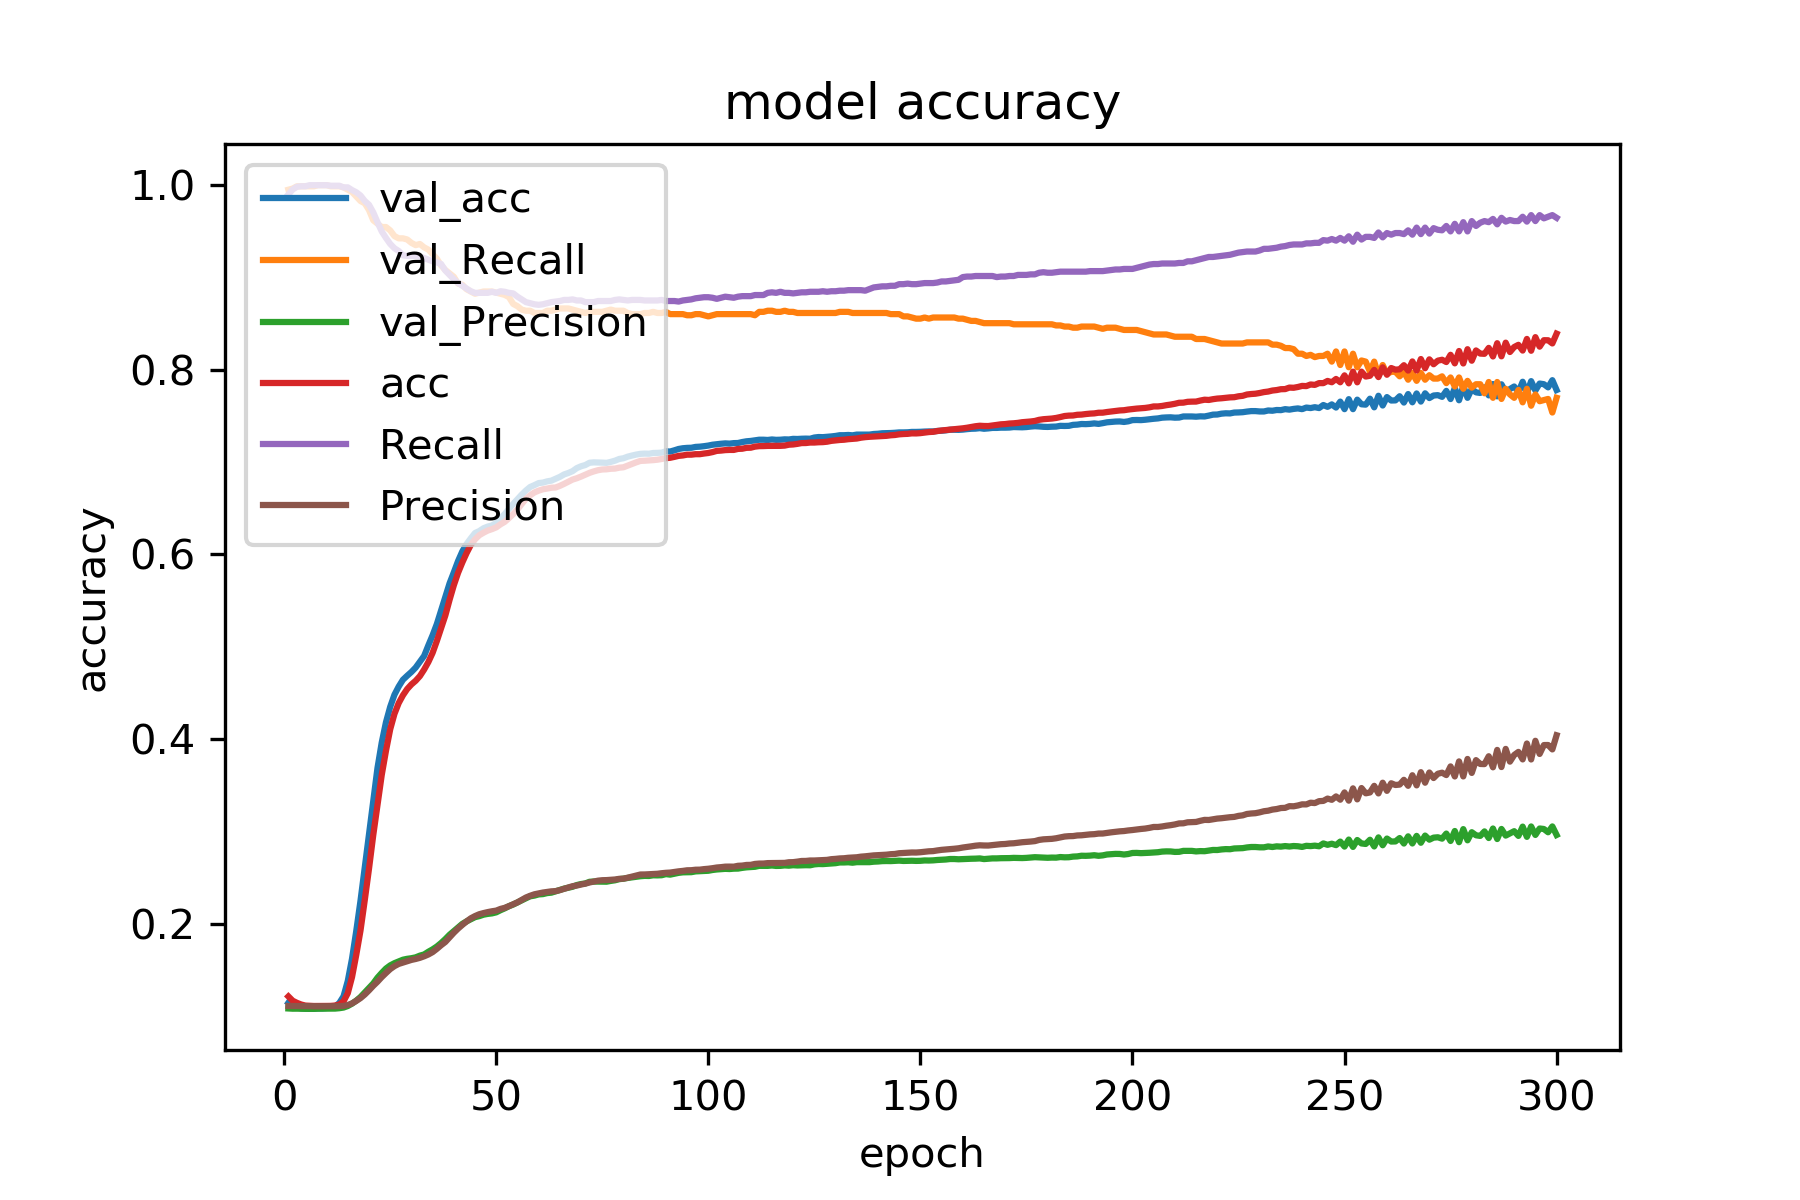 model accuracy
val_acc
val_Recall
val_Precision
acc
Recall
Precision
accuracy
1.0
0.8
0.6
0.4
0.2
0 50 100 150 200 250 300
epoch